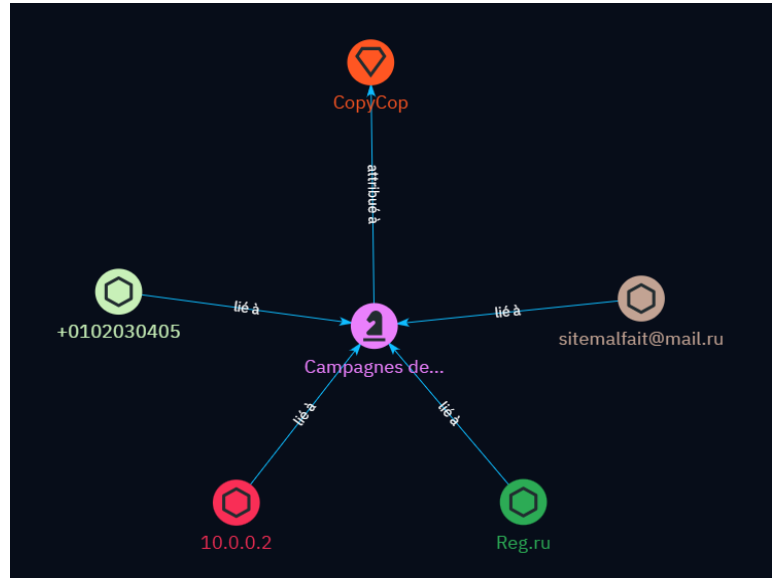 CopyCop
attribué à
+0102030405
lié à
lié à
sitemalfait@mail.ru
Campagnes de...
lié à
lié à
10.0.0.2
Reg.ru